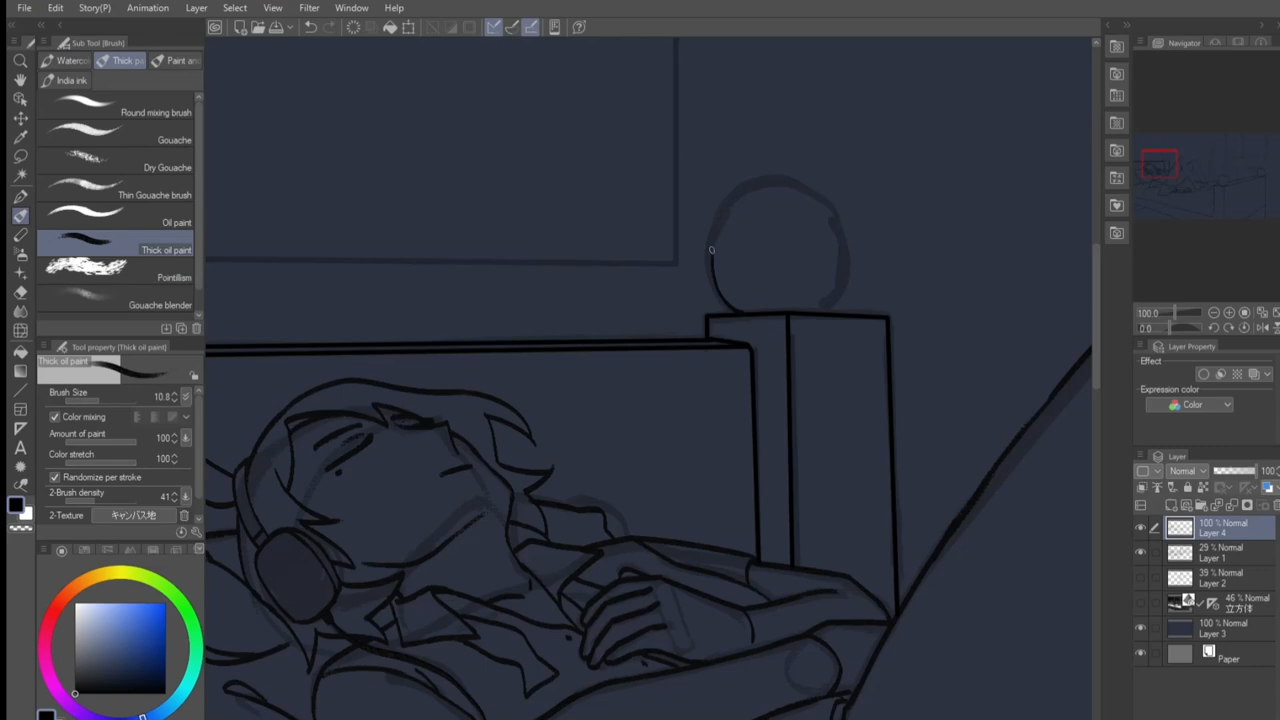 File Edit Story(P) Animation Layer Select View Filter Window Help
Sub Tool [Brush]
Waterco Thick pa Paint and
India ink
Round mixing brush
Gouache
Dry Gouache
Thin Gouache brush
Oil paint
Thick oil paint
Pointillism
Gouache blender
Tool property [Thick oil paint]
Thick oil paint
Brush Size 10.8
Color mixing
Amount of paint 100
Color stretch 100
Randomize per stroke
2-Brush density 41
2-Texture キャンバス地
Navigator
100.0
0.0
Layer Property
Effect
Expression color
Color
Layer
Normal 100
100 % Normal
Layer 4
29 % Normal
Layer 1
39 % Normal
Layer 2
46 % Normal
立方体
100 % Normal
Layer 3
Paper